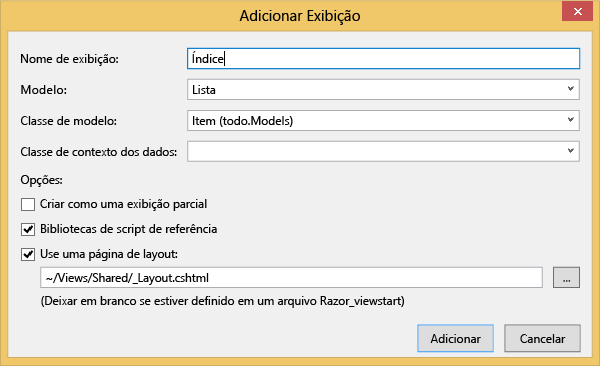 Adicionar Exibição
Nome de exibição: Índice
Modelo: Lista
Classe de modelo: Item (todo.Models)
Classe de contexto dos dados:
Opções:
Criar como uma exibição parcial
Bibliotecas de script de referência
Use uma página de layout:
~/Views/Shared/_Layout.cshtml ...
(Deixar em branco se estiver definido em um arquivo Razor_viewstart)
Adicionar Cancelar